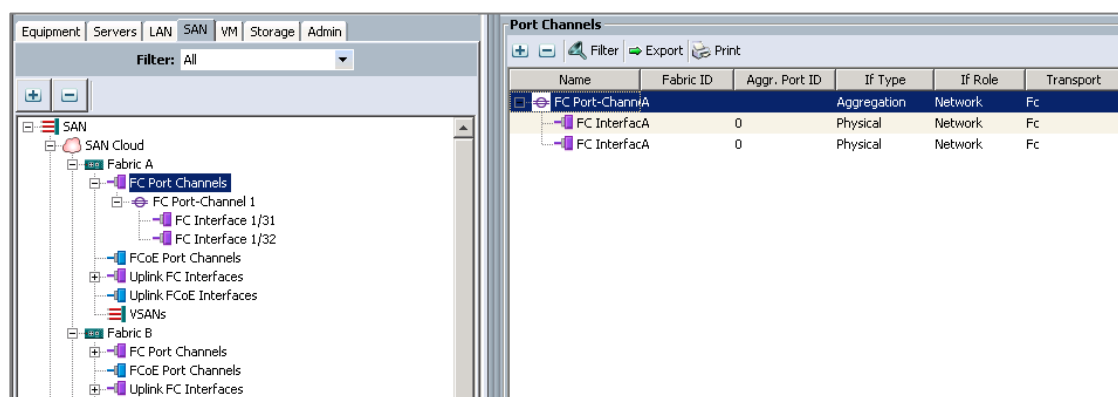 Equipment Servers LAN SAN VM Storage Admin
Filter: All
SAN
SAN Cloud
Fabric A
FC Port Channels
FC Port-Channel 1
FC Interface 1/31
FC Interface 1/32
FCoE Port Channels
Uplink FC Interfaces
Uplink FCoE Interfaces
VSANs
Fabric B
FC Port Channels
FCoE Port Channels
Uplink FC Interfaces
Port Channels
Filter Export Print
Name Fabric ID Aggr. Port ID If Type If Role Transport
FC Port-Chann A Aggregation Network Fc
FC Interfac A 0 Physical Network Fc
FC Interfac A 0 Physical Network Fc